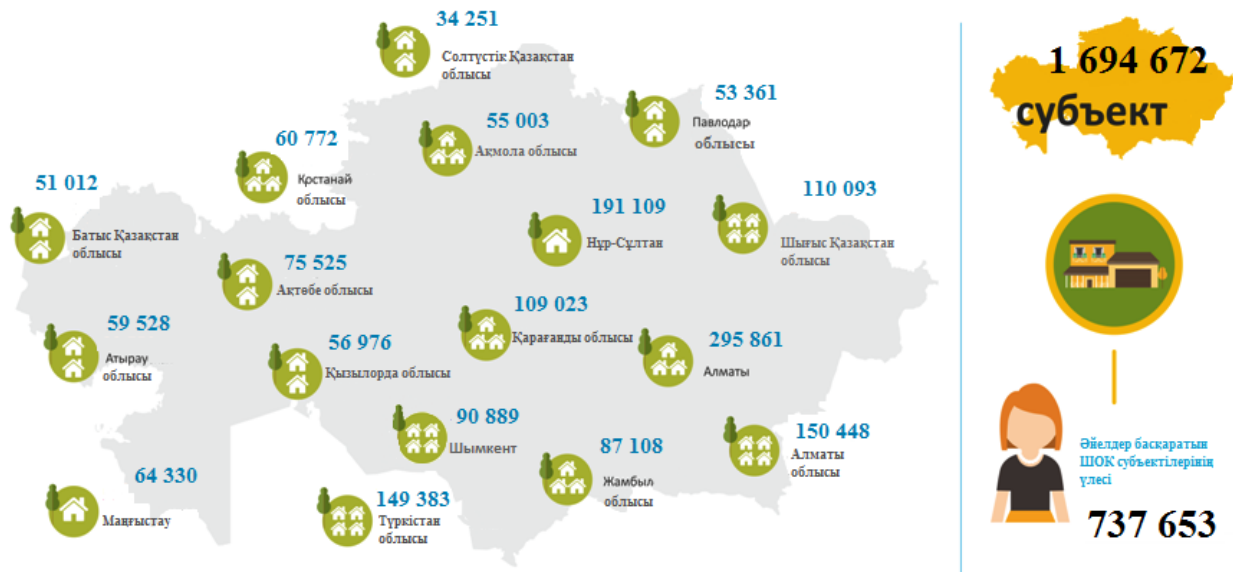 34 251
Солтүстік Қазақстан
облысы
53 361
Павлодар
облысы
55 003
Ақмола облысы
60 772
Қостанай
облысы
51 012
Батыс Қазақстан
облысы
191 109
Нұр-Сұлтан
110 093
Шығыс Қазақстан
облысы
75 525
Ақтөбе облысы
109 023
Қарағанды облысы
59 528
Атырау
облысы
56 976
Қызылорда облысы
295 861
Алматы
90 889
Шымкент
87 108
Жамбыл
облысы
150 448
Алматы
облысы
64 330
Маңғыстау
149 383
Түркістан
облысы
1 694 672
субъект
Әйелдер басқаратын
ШОК субъектілерінің
үлесі
737 653